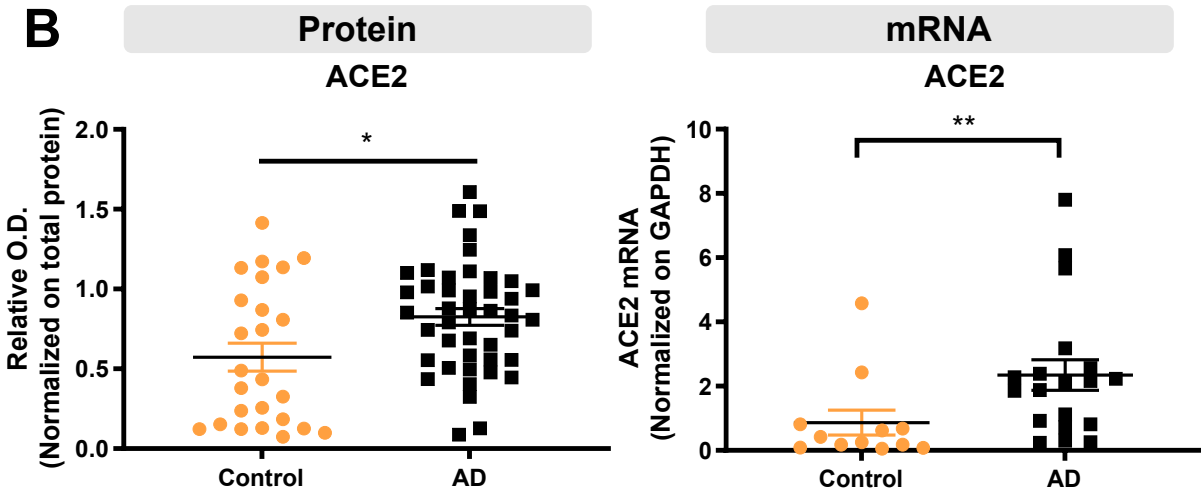 B
Protein
ACE2
Relative O.D.
(Normalized on total protein)
2.0
1.5
1.0
0.5
0.0
*
Control
AD
mRNA
ACE2
ACE2 mRNA
(Normalized on GAPDH)
10
8
6
4
2
0
**
Control
AD